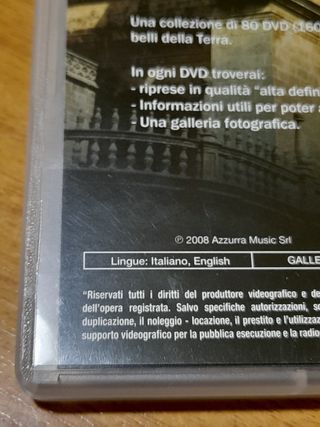 Una collezione di 80 DVD (160
belli della Terra.
In ogni DVD troverai:
- riprese in qualità "alta defin
- Informazioni utili per poter a
- Una galleria fotografica.
℗ 2008 Azzurra Music Srl
Lingue: Italiano, English
GALLE
"Riservati tutti i diritti del produttore videografico e de
dell'opera registrata. Salvo specifiche autorizzazioni, so
duplicazione, il noleggio - locazione, il prestito e l'utilizza
supporto videografico per la pubblica esecuzione e la radio